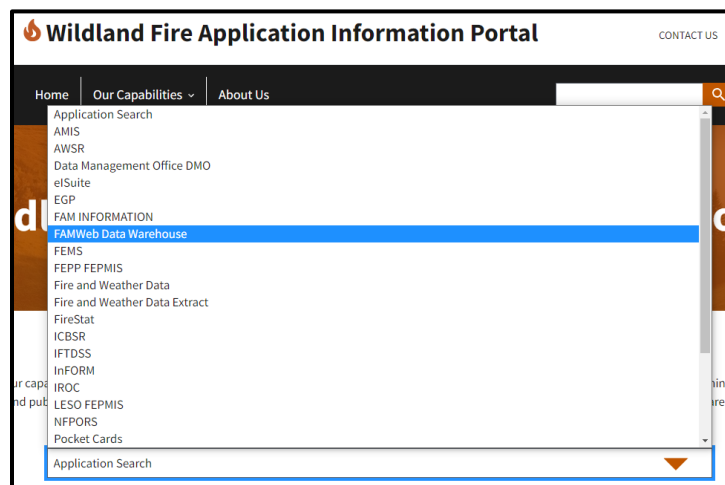 Wildland Fire Application Information Portal
CONTACT US
Home
Our Capabilities
About Us
Application Search
AMIS
AWSR
Data Management Office DMO
eISuite
EGP
FAM INFORMATION
FAMWeb Data Warehouse
FEMS
FEPP FEPMIS
Fire and Weather Data
Fire and Weather Data Extract
FireStat
ICBSR
IFTDSS
InFORM
IROC
LESO FEPMIS
NFPORS
Pocket Cards
Application Search